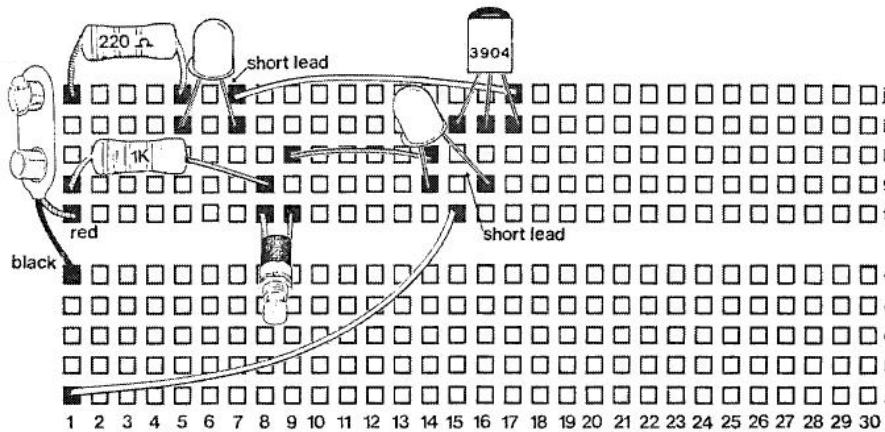 220 Ω
short lead
3904
1K
red
short lead
black
1 2 3 4 5 6 7 8 9 10 11 12 13 14 15 16 17 18 19 20 21 22 23 24 25 26 27 28 29 30